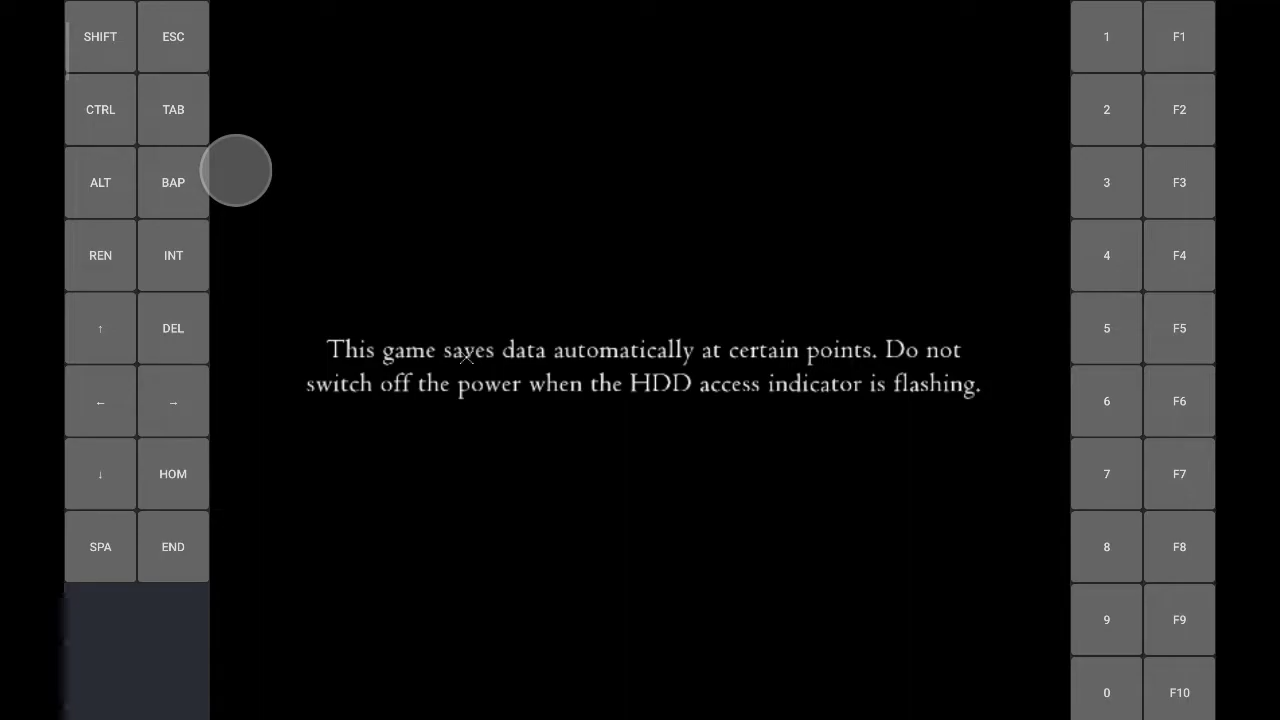 SHIFT ESC
CTRL TAB
ALT BAP
REN INT
↑ DEL
← →
↓ HOM
SPA END
This game saves data automatically at certain points. Do not
switch off the power when the HDD access indicator is flashing.
1 F1
2 F2
3 F3
4 F4
5 F5
6 F6
7 F7
8 F8
9 F9
0 F10